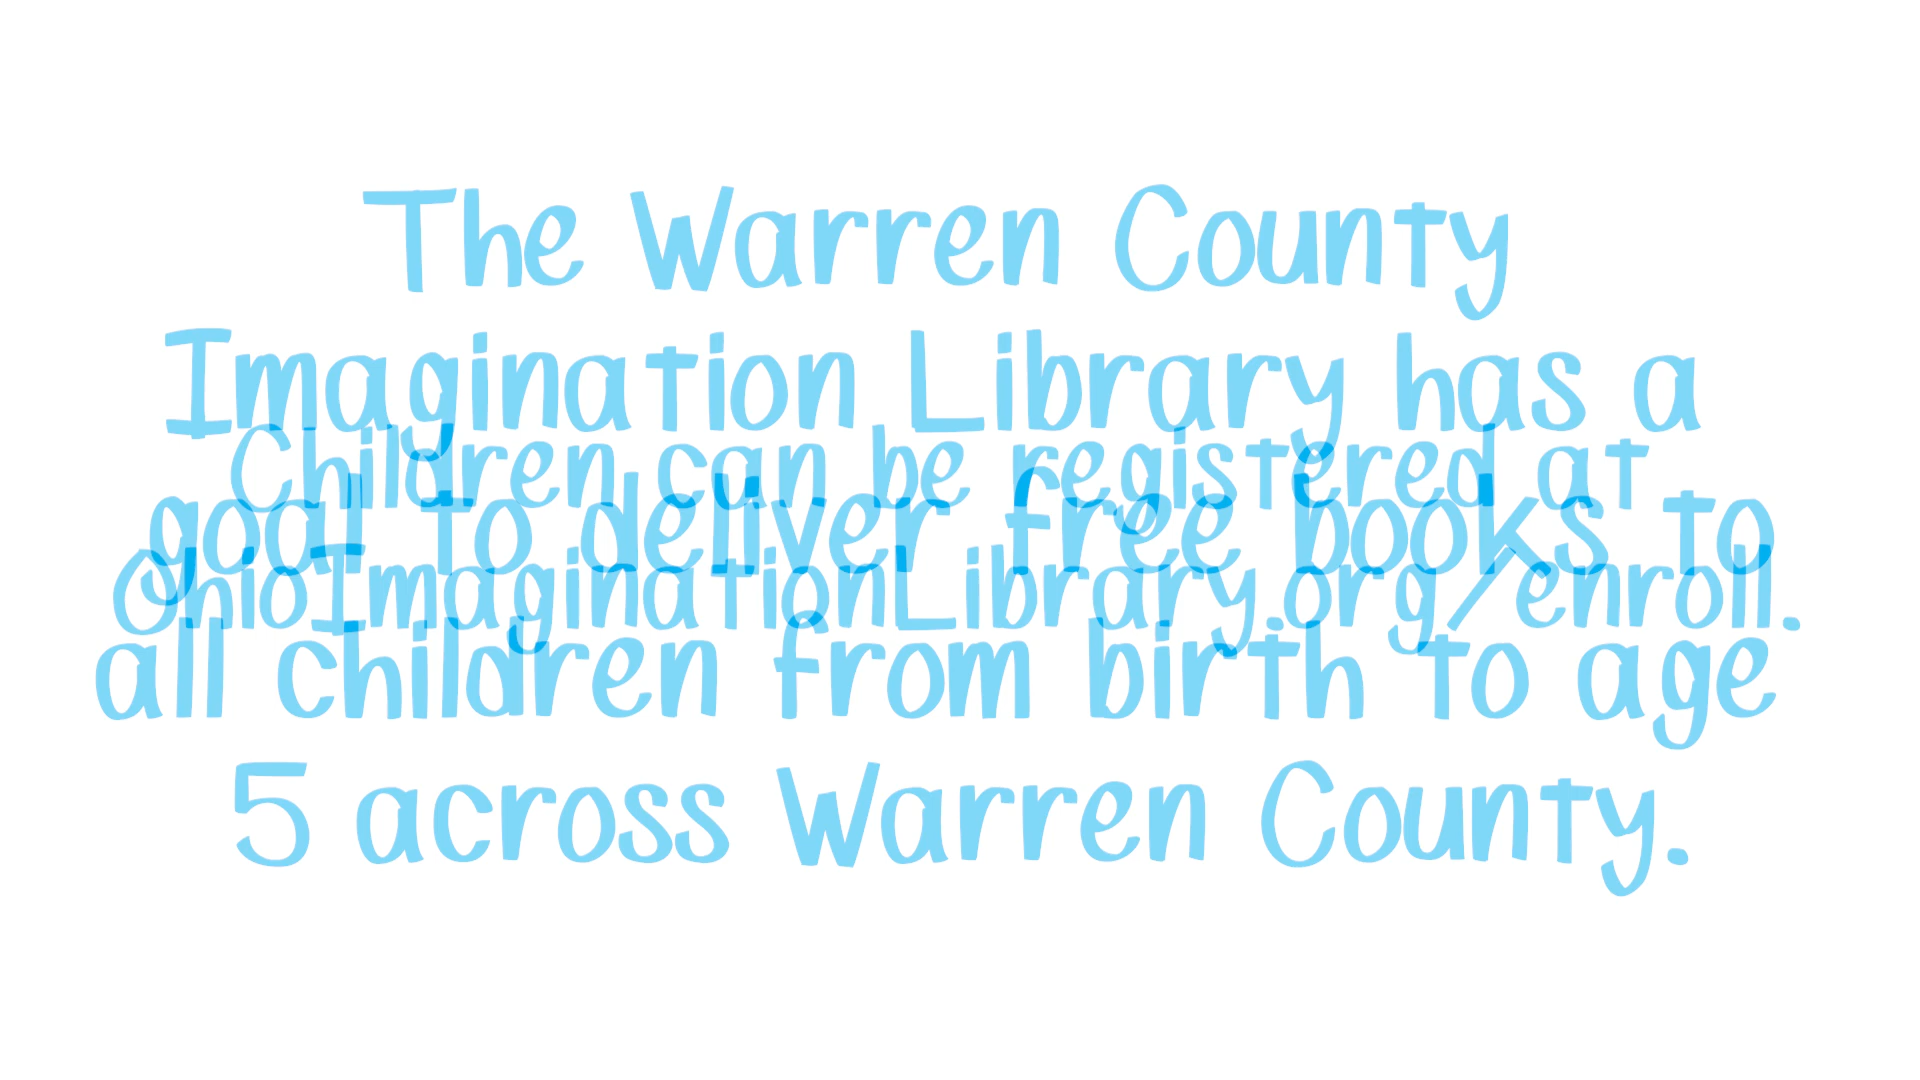 The Warren County
Imagination Library has a
goal to deliver free books to
all children from birth to age
5 across Warren County.
Children can be registered at
OhioImaginationLibrary.org/enroll.